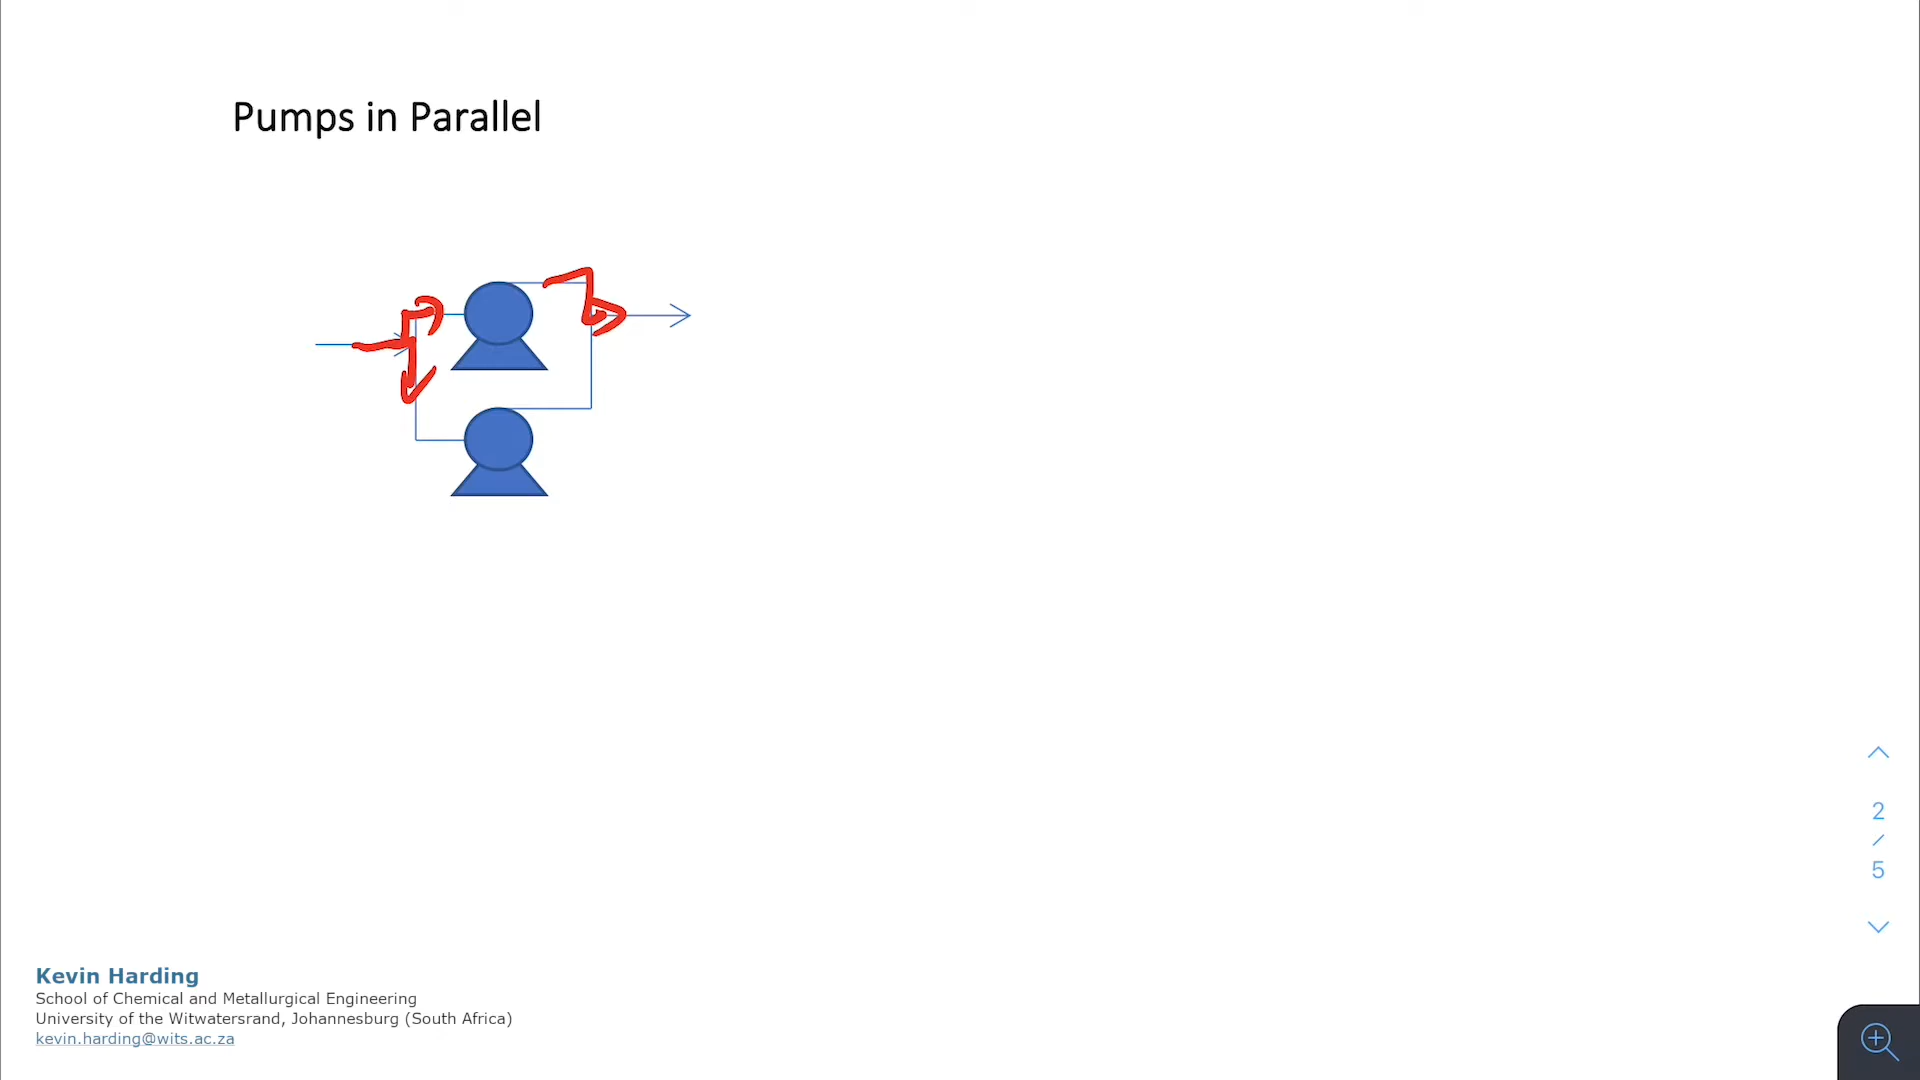 Pumps in Parallel
2
/
5
Kevin Harding
School of Chemical and Metallurgical Engineering
University of the Witwatersrand, Johannesburg (South Africa)
kevin.harding@wits.ac.za